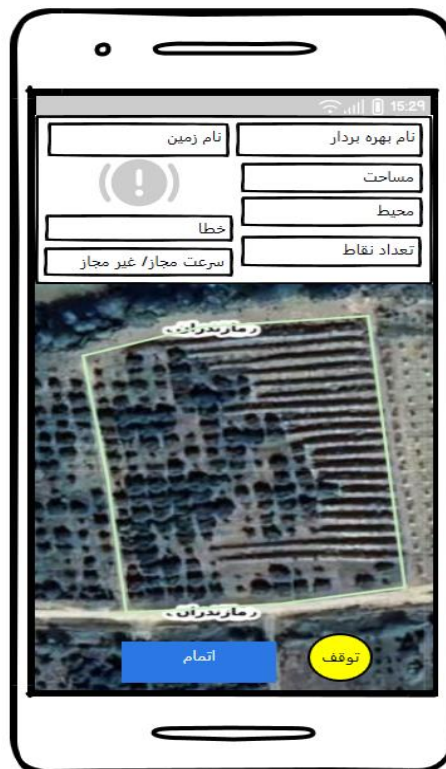 15:29
نام بهره بردار
نام زمین
مساحت
محیط
خطا
تعداد نقاط
سرعت مجاز/ غیر مجاز
اتمام
توقف